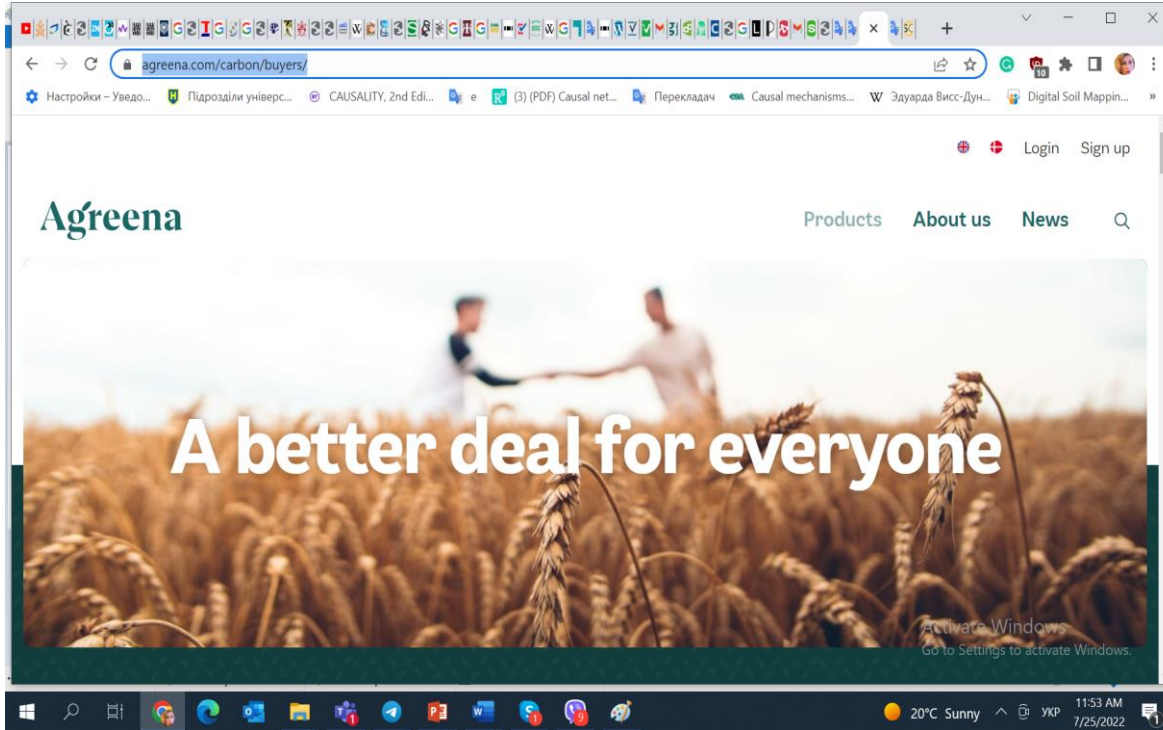 agreena.com/carbon/buyers/
10
Настройки – Уведо...
Підрозділи універс...
CAUSALITY, 2nd Edi...
e
(3) (PDF) Causal net...
Перекладач
Causal mechanisms...
W Эдуарда Висс-Дун...
Digital Soil Mappin...
»
Login Sign up
Agreena
Products About us News
A better deal for everyone
Activate Windows
Go to Settings to activate Windows.
20°C Sunny УКР 11:53 AM
7/25/2022